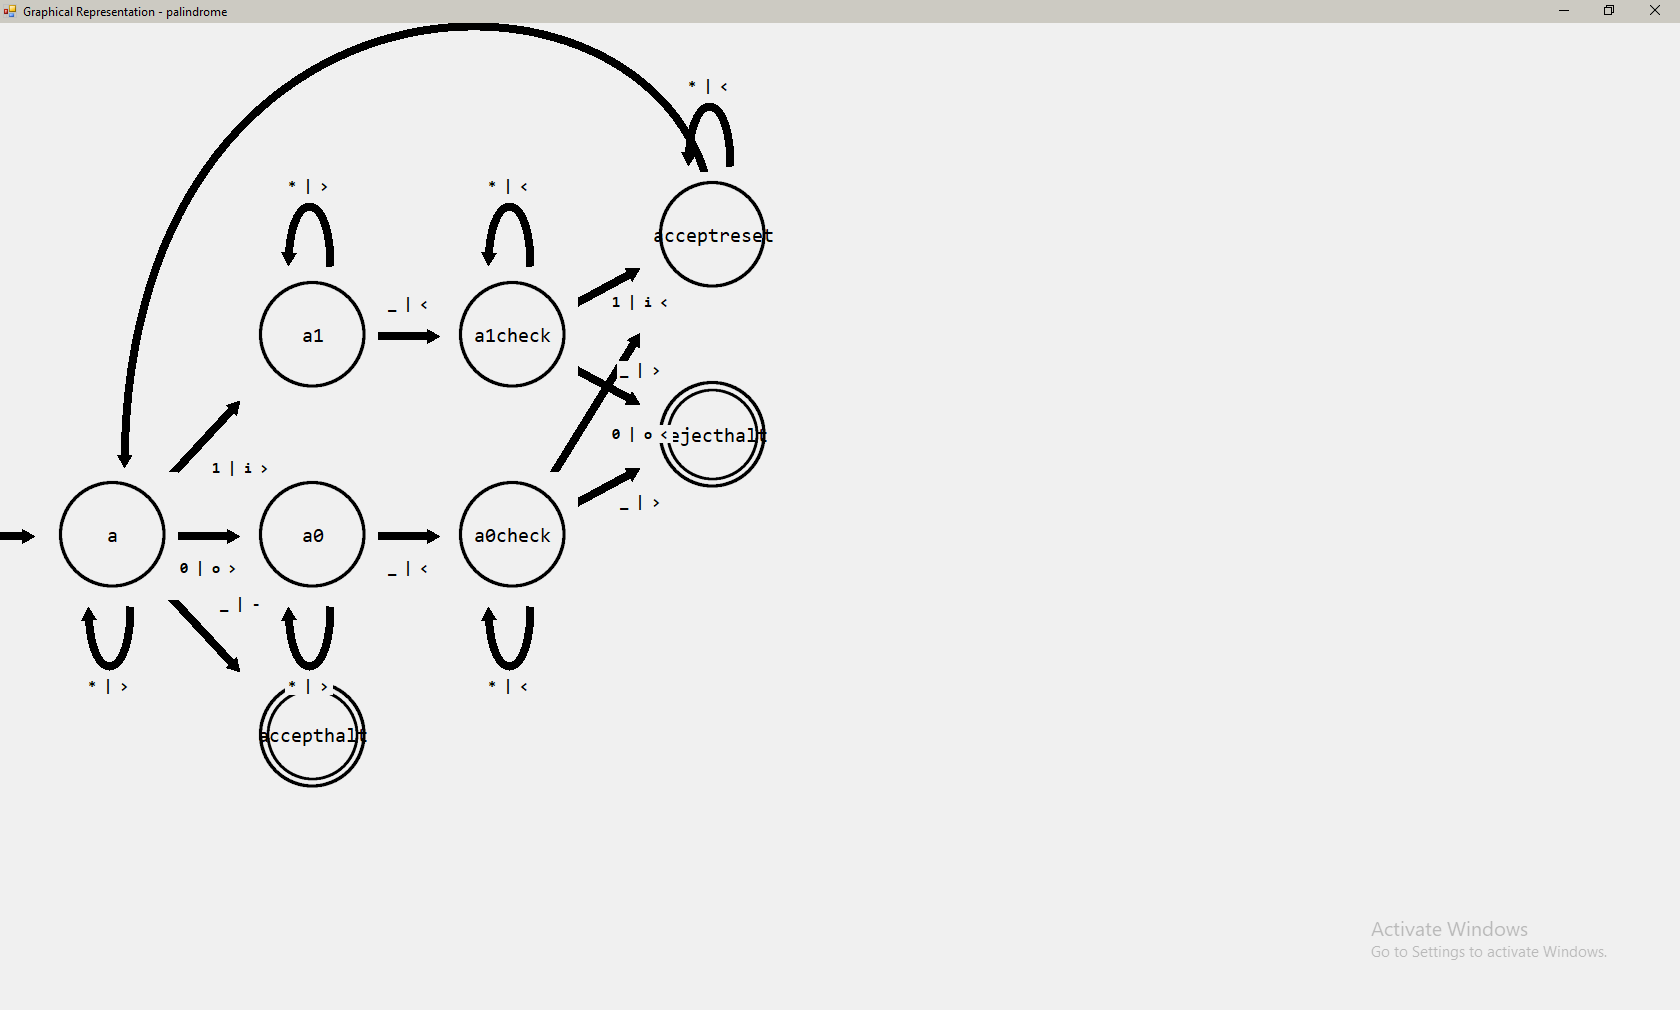 Graphical Representation - palindrome
* | <
* | >
* | <
acceptreset
_ | <
1 | i <
a1
a1check
_ | >
0 | o <
ejecthalt
1 | i >
_ | >
a
a0
a0check
0 | o >
_ | <
_ | -
* | >
* | >
* | <
accepthalt
Activate Windows
Go to Settings to activate Windows.